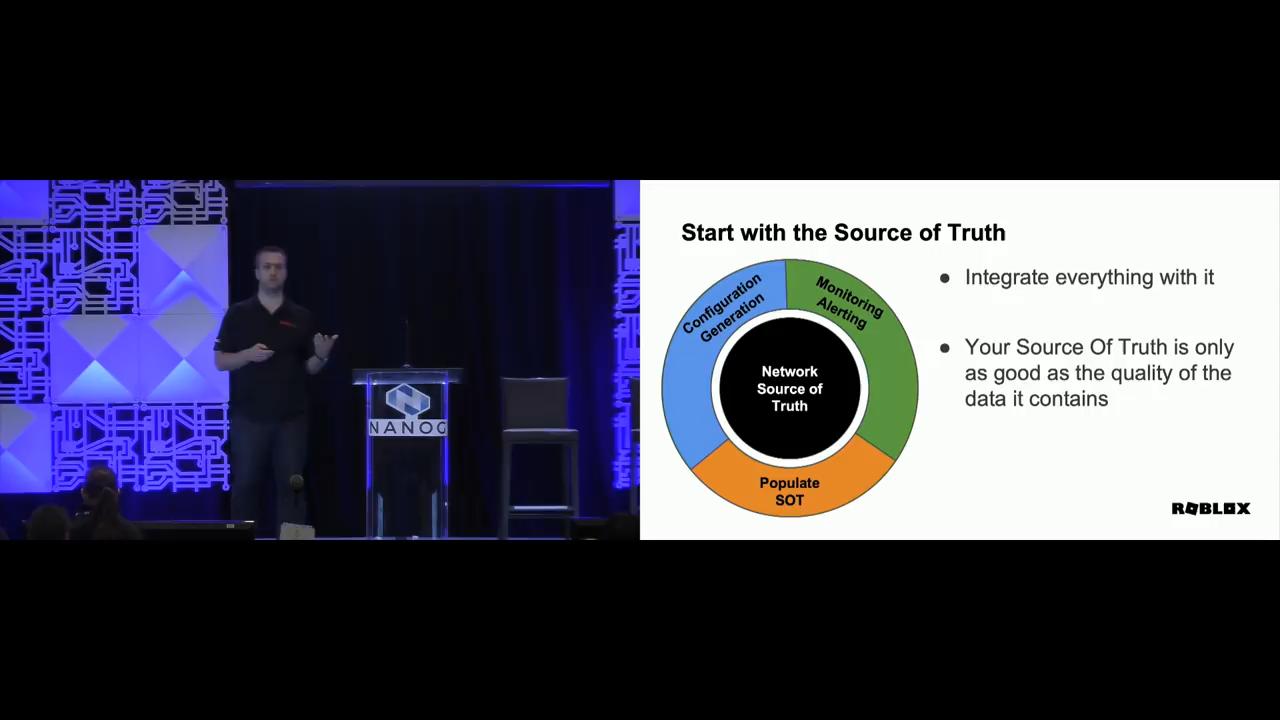 Start with the Source of Truth
Configuration
Generation
Monitoring
Alerting
Network
Source of
Truth
Populate
SOT
● Integrate everything with it
● Your Source Of Truth is only
as good as the quality of the
data it contains
ROBLOX
NANOG